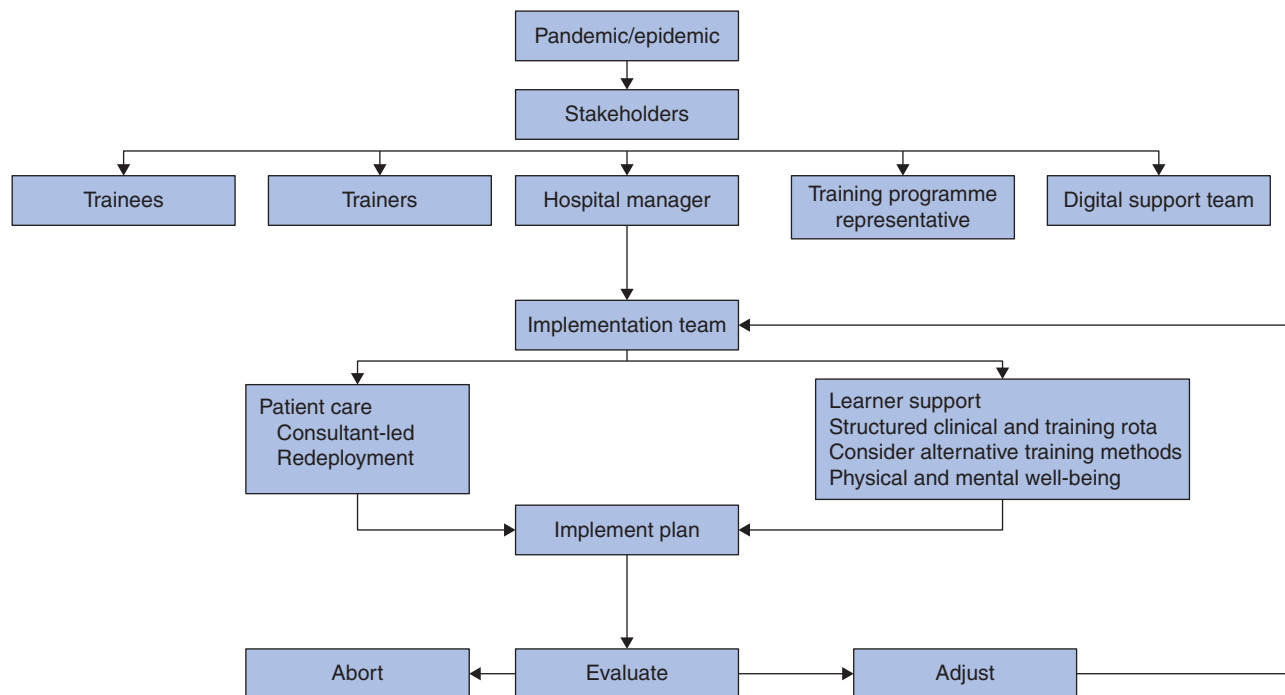 Pandemic/epidemic
Stakeholders
Trainees
Trainers
Hospital manager
Training programme
representative
Digital support team
Implementation team
Patient care
Consultant-led
Redeployment
Learner support
Structured clinical and training rota
Consider alternative training methods
Physical and mental well-being
Implement plan
Abort
Evaluate
Adjust